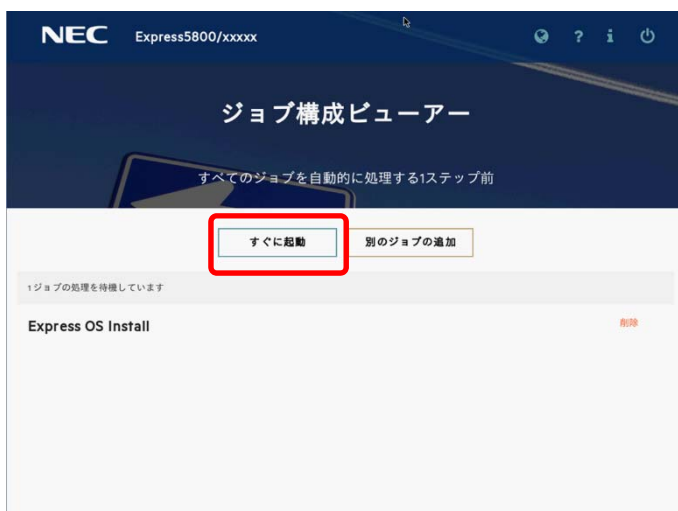 NEC Express5800/xxxxx ? i
ジョブ構成ビューアー
すべてのジョブを自動的に処理する1ステップ前
すぐに起動 別のジョブの追加
1ジョブの処理を待機しています
Express OS Install 削除